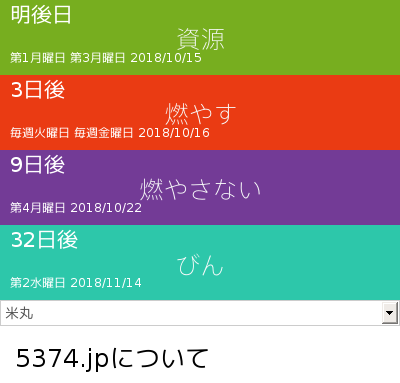 明後日
資源
第1月曜日 第3月曜日 2018/10/15
3日後
燃やす
毎週火曜日 毎週金曜日 2018/10/16
9日後
燃やさない
第4月曜日 2018/10/22
32日後
びん
第2水曜日 2018/11/14
米丸
5374.jpについて